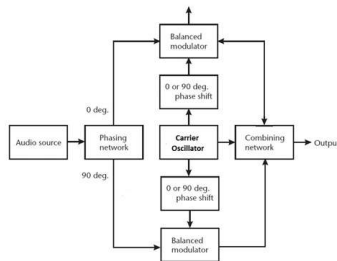 Balanced
modulator
0 deg.
0 or 90 deg.
phase shift
Audio source
Phasing
network
Carrier
Oscillator
Combining
network
Outpu
90 deg.
0 or 90 deg.
phase shift
Balanced
modulator